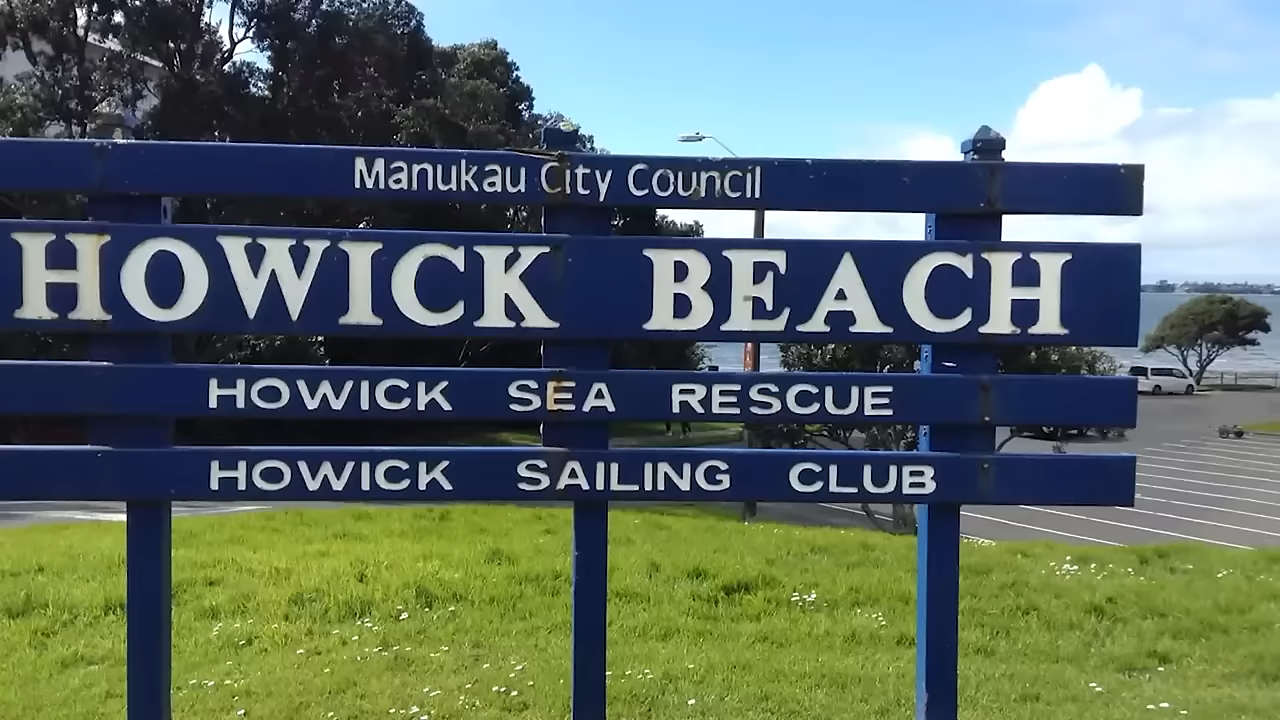 Manukau City Council
HOWICK BEACH
HOWICK SEA RESCUE
HOWICK SAILING CLUB